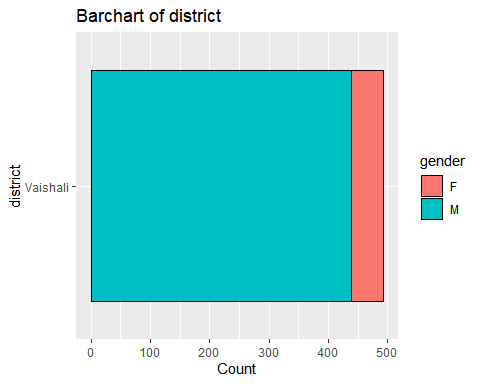 Barchart of district
district
Vaishali
0 100 200 300 400 500
Count
gender
F
M